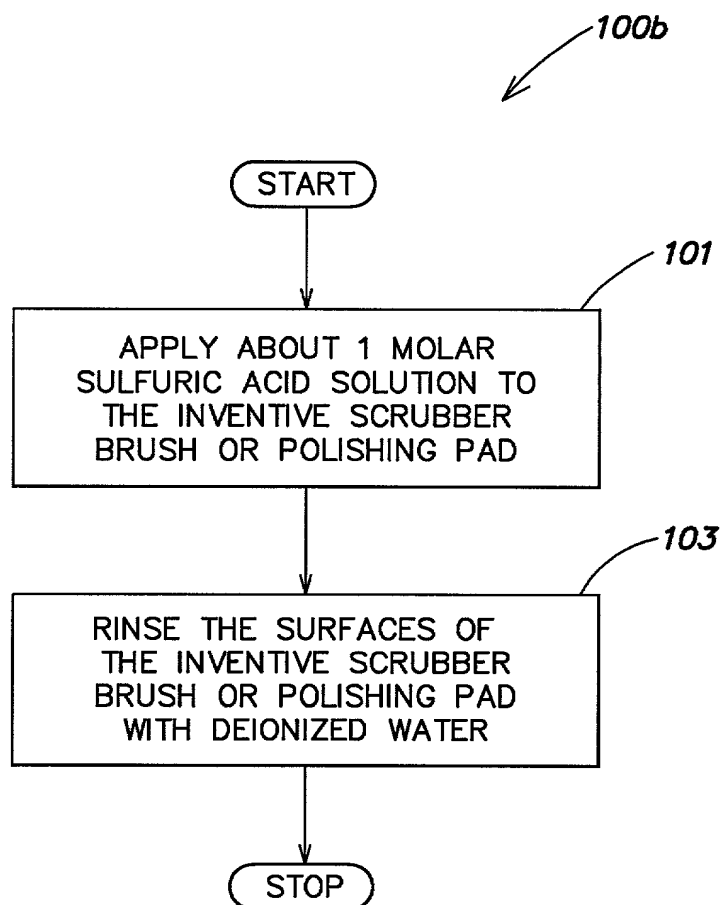 100b
START
101
APPLY ABOUT 1 MOLAR
SULFURIC ACID SOLUTION TO
THE INVENTIVE SCRUBBER
BRUSH OR POLISHING PAD
103
RINSE THE SURFACES OF
THE INVENTIVE SCRUBBER
BRUSH OR POLISHING PAD
WITH DEIONIZED WATER
STOP